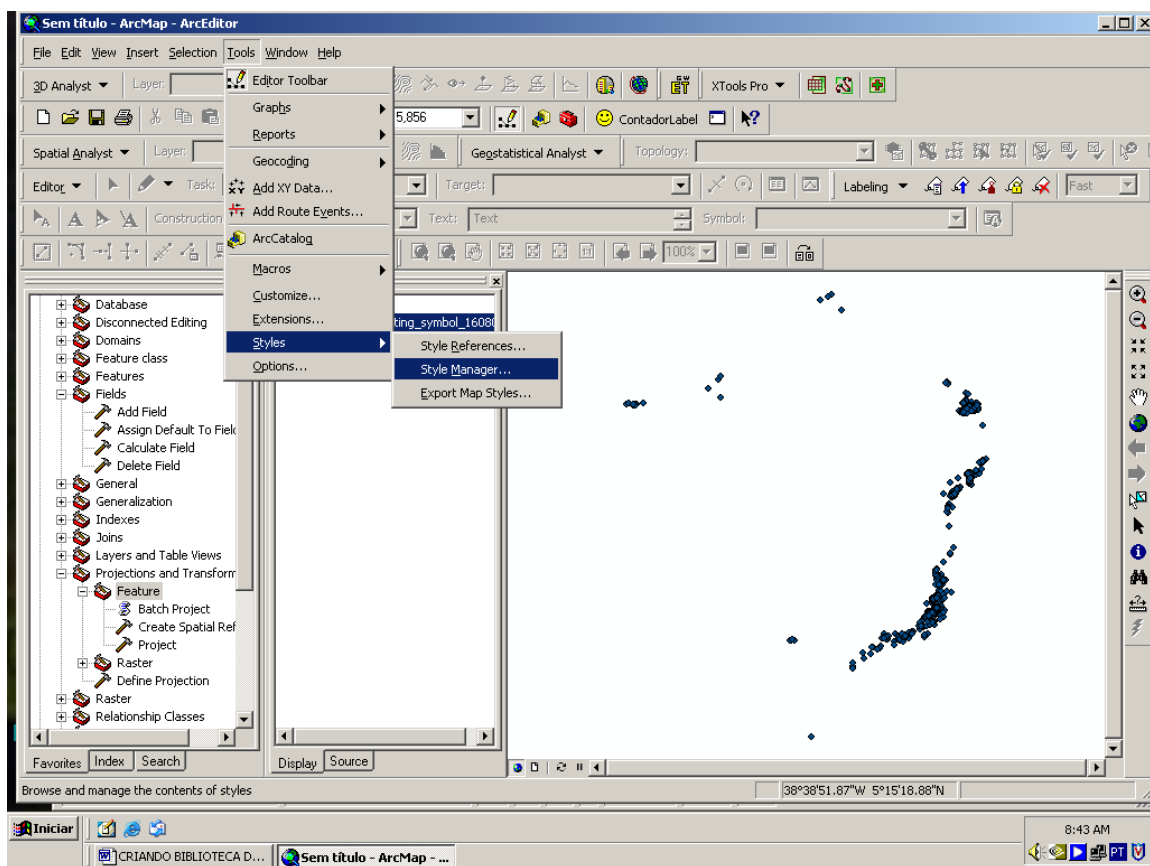 Sem título - ArcMap - ArcEditor
File Edit View Insert Selection Tools Window Help
3D Analyst Layer: XTools Pro
5,856 ContadorLabel
Spatial Analyst Layer: Geostatistical Analyst Topology:
Editor Task: Target: Labeling Fast
Construction Text: Text Symbol:
100%
Editor Toolbar
Graphs
Reports
Geocoding
Add XY Data...
Add Route Events...
ArcCatalog
Macros
Customize...
Extensions...
Styles
Options...
Style References...
Style Manager...
Export Map Styles...
ting_symbol_1608
Database
Disconnected Editing
Domains
Feature class
Features
Fields
Add Field
Assign Default To Field
Calculate Field
Delete Field
General
Generalization
Indexes
Joins
Layers and Table Views
Projections and Transform
Feature
Batch Project
Create Spatial Ref
Project
Raster
Define Projection
Raster
Relationship Classes
Favorites Index Search
Display Source
Browse and manage the contents of styles 38°38'51.87"W 5°15'18.88"N
Iniciar 8:43 AM
CRIANDO BIBLIOTECA D... Sem título - ArcMap - ... PT